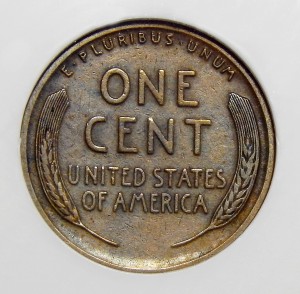 E·PLURIBUS·UNUM
ONE
CENT
UNITED STATES
OF AMERICA